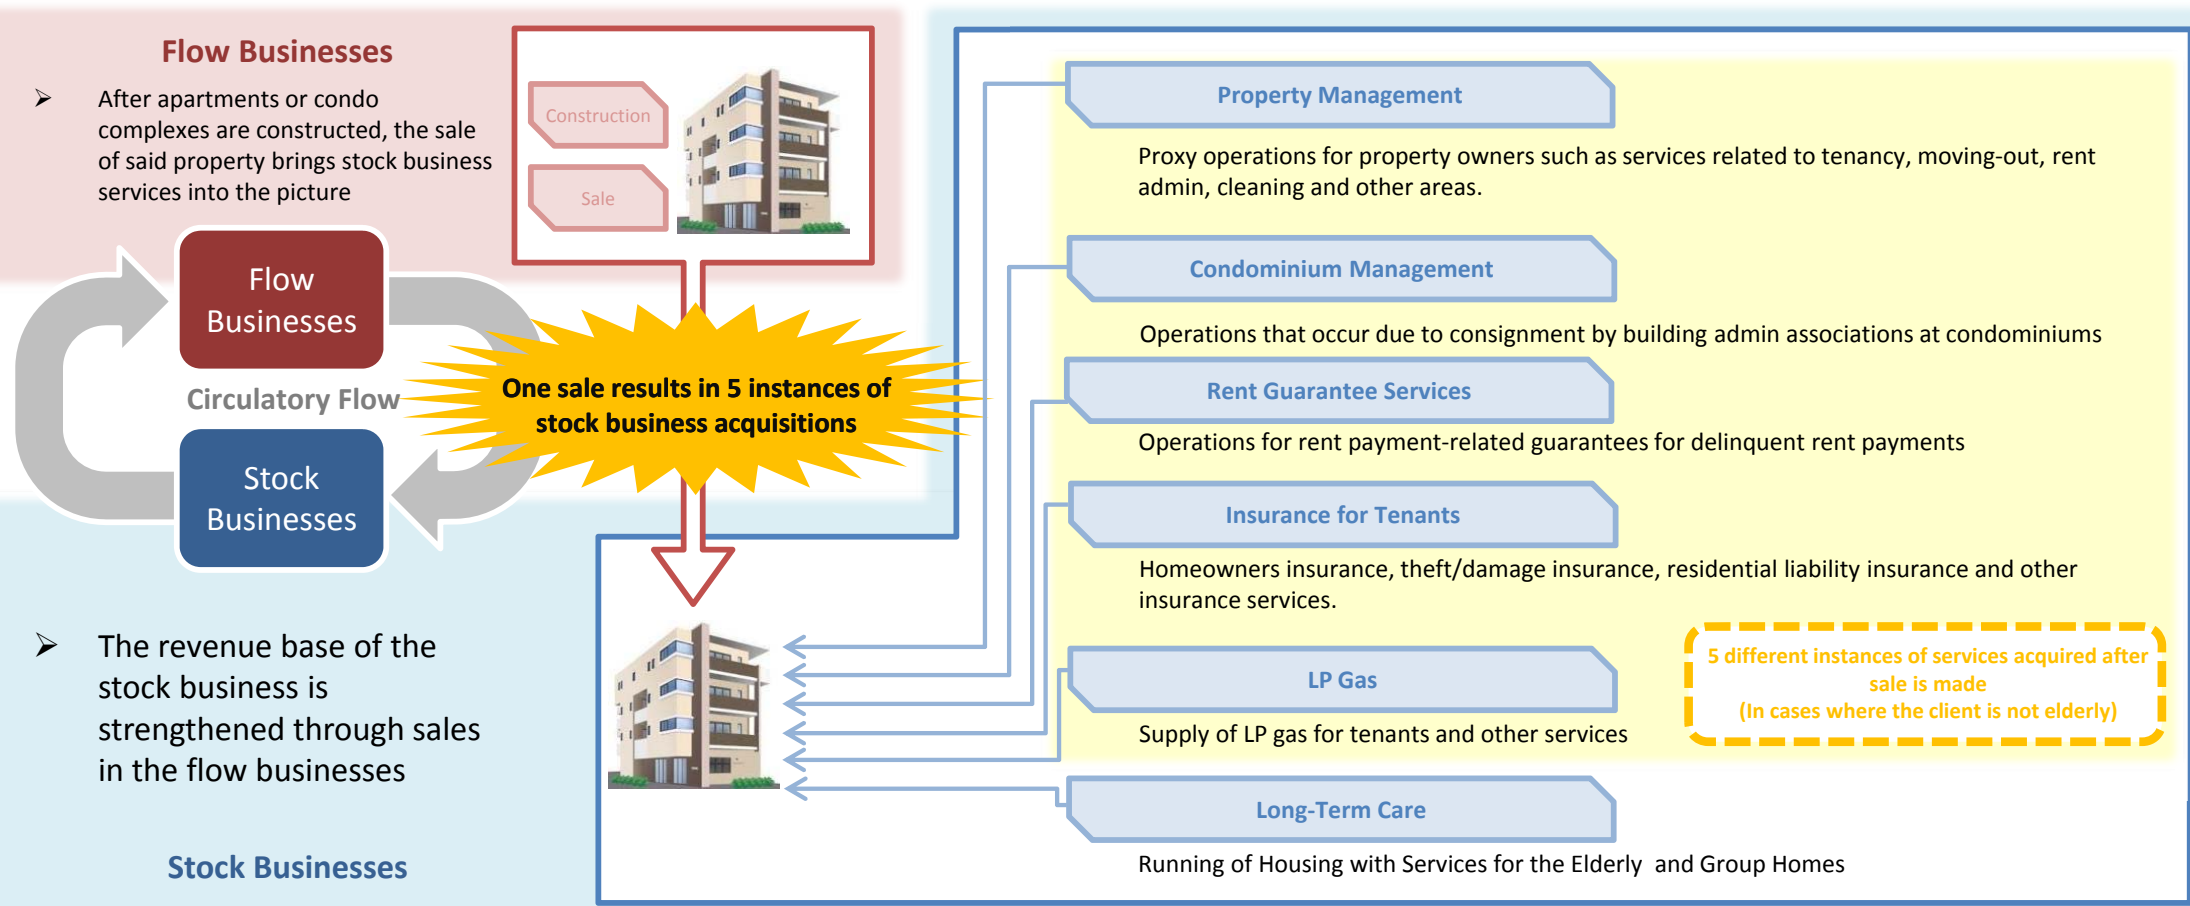 Flow Businesses
➢ After apartments or condo
complexes are constructed, the sale
of said property brings stock business
services into the picture
Construction
Sale
Flow
Businesses
Circulatory Flow
Stock
Businesses
One sale results in 5 instances of
stock business acquisitions
➢ The revenue base of the
stock business is
strengthened through sales
in the flow businesses
Stock Businesses
Property Management
Proxy operations for property owners such as services related to tenancy, moving-out, rent
admin, cleaning and other areas.
Condominium Management
Operations that occur due to consignment by building admin associations at condominiums
Rent Guarantee Services
Operations for rent payment-related guarantees for delinquent rent payments
Insurance for Tenants
Homeowners insurance, theft/damage insurance, residential liability insurance and other
insurance services.
LP Gas
Supply of LP gas for tenants and other services
5 different instances of services acquired after
sale is made
(In cases where the client is not elderly)
Long-Term Care
Running of Housing with Services for the Elderly and Group Homes